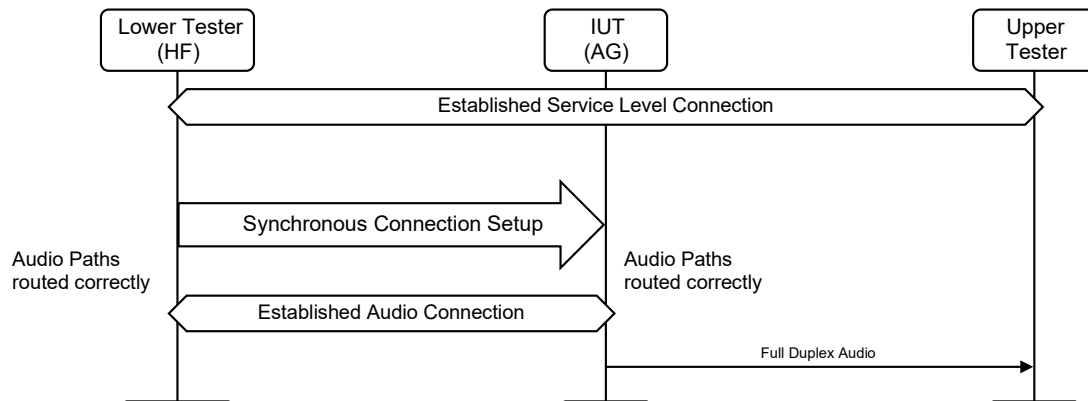 Lower Tester
(HF)
IUT
(AG)
Upper
Tester
Established Service Level Connection
Synchronous Connection Setup
Audio Paths
routed correctly
Audio Paths
routed correctly
Established Audio Connection
Full Duplex Audio